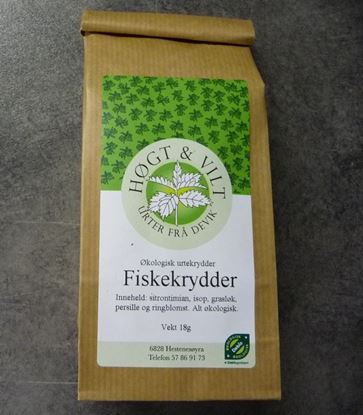 HØGT & VILT
URTER FRÅ DEVIK
Økologisk urtekrydder
Fiskekrydder
Inneheld: sitrontimian, isop, grasløk,
persille og ringblomst. Alt økologisk.
Vekt 18g
6828 Hestenesøyra
Telefon 57 86 91 73
Debio